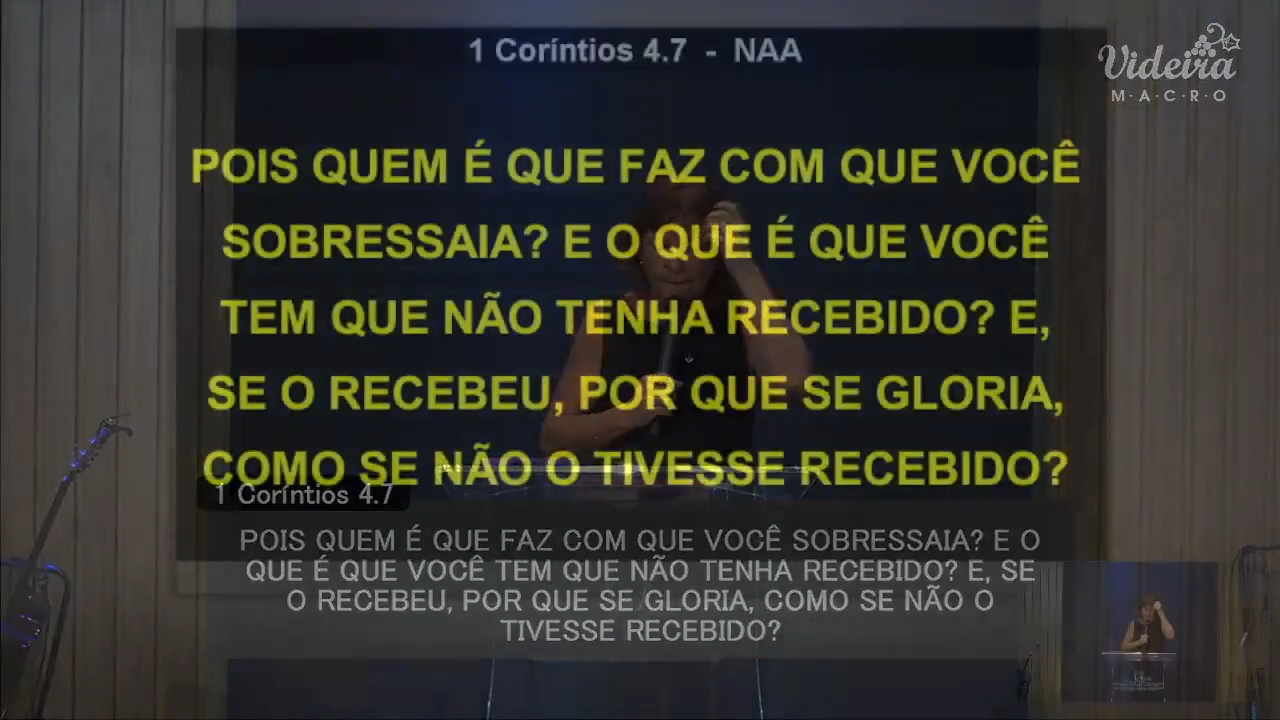 1 Coríntios 4.7 - NAA
Videira
M·A·C·R·O
POIS QUEM É QUE FAZ COM QUE VOCÊ
SOBRESSAIA? E O QUE É QUE VOCÊ
TEM QUE NÃO TENHA RECEBIDO? E,
SE O RECEBEU, POR QUE SE GLORIA,
COMO SE NÃO O TIVESSE RECEBIDO?
1 Coríntios 4.7
POIS QUEM É QUE FAZ COM QUE VOCÊ SOBRESSAIA? E O
QUE É QUE VOCÊ TEM QUE NÃO TENHA RECEBIDO? E, SE
O RECEBEU, POR QUE SE GLORIA, COMO SE NÃO O
TIVESSE RECEBIDO?